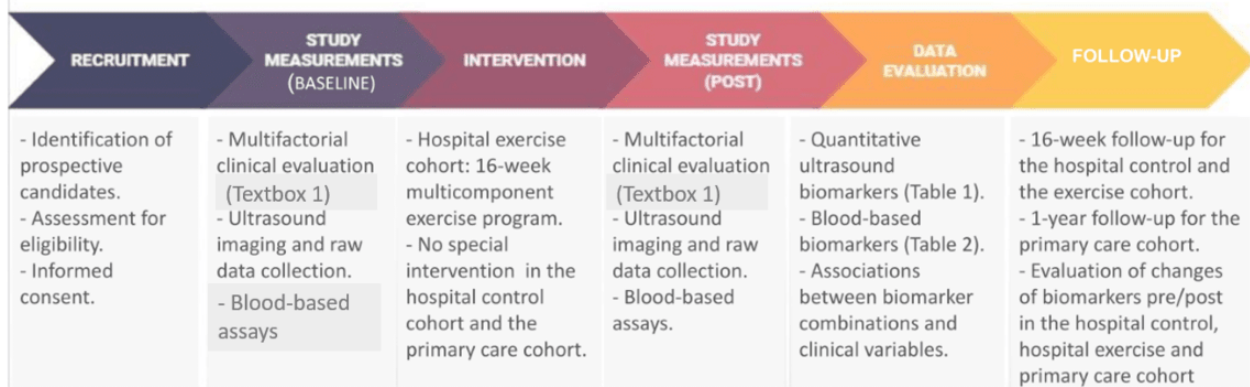 RECRUITMENT
STUDY
MEASUREMENTS
(BASELINE)
INTERVENTION
STUDY
MEASUREMENTS
(POST)
DATA
EVALUATION
FOLLOW-UP
- Identification of
prospective
candidates.
- Assessment for
eligibility.
- Informed
consent.
- Multifactorial
clinical evaluation
(Textbox 1)
- Ultrasound
imaging and raw
data collection.
- Blood-based
assays
- Hospital exercise
cohort: 16-week
multicomponent
exercise program.
- No special
intervention in the
hospital control
cohort and the
primary care cohort.
- Multifactorial
clinical evaluation
(Textbox 1)
- Ultrasound
imaging and raw
data collection.
- Blood-based
assays.
- Quantitative
ultrasound
biomarkers (Table 1).
- Blood-based
biomarkers (Table 2).
- Associations
between biomarker
combinations and
clinical variables.
- 16-week follow-up for
the hospital control and
the exercise cohort.
- 1-year follow-up for the
primary care cohort.
- Evaluation of changes
of biomarkers pre/post
in the hospital control,
hospital exercise and
primary care cohort